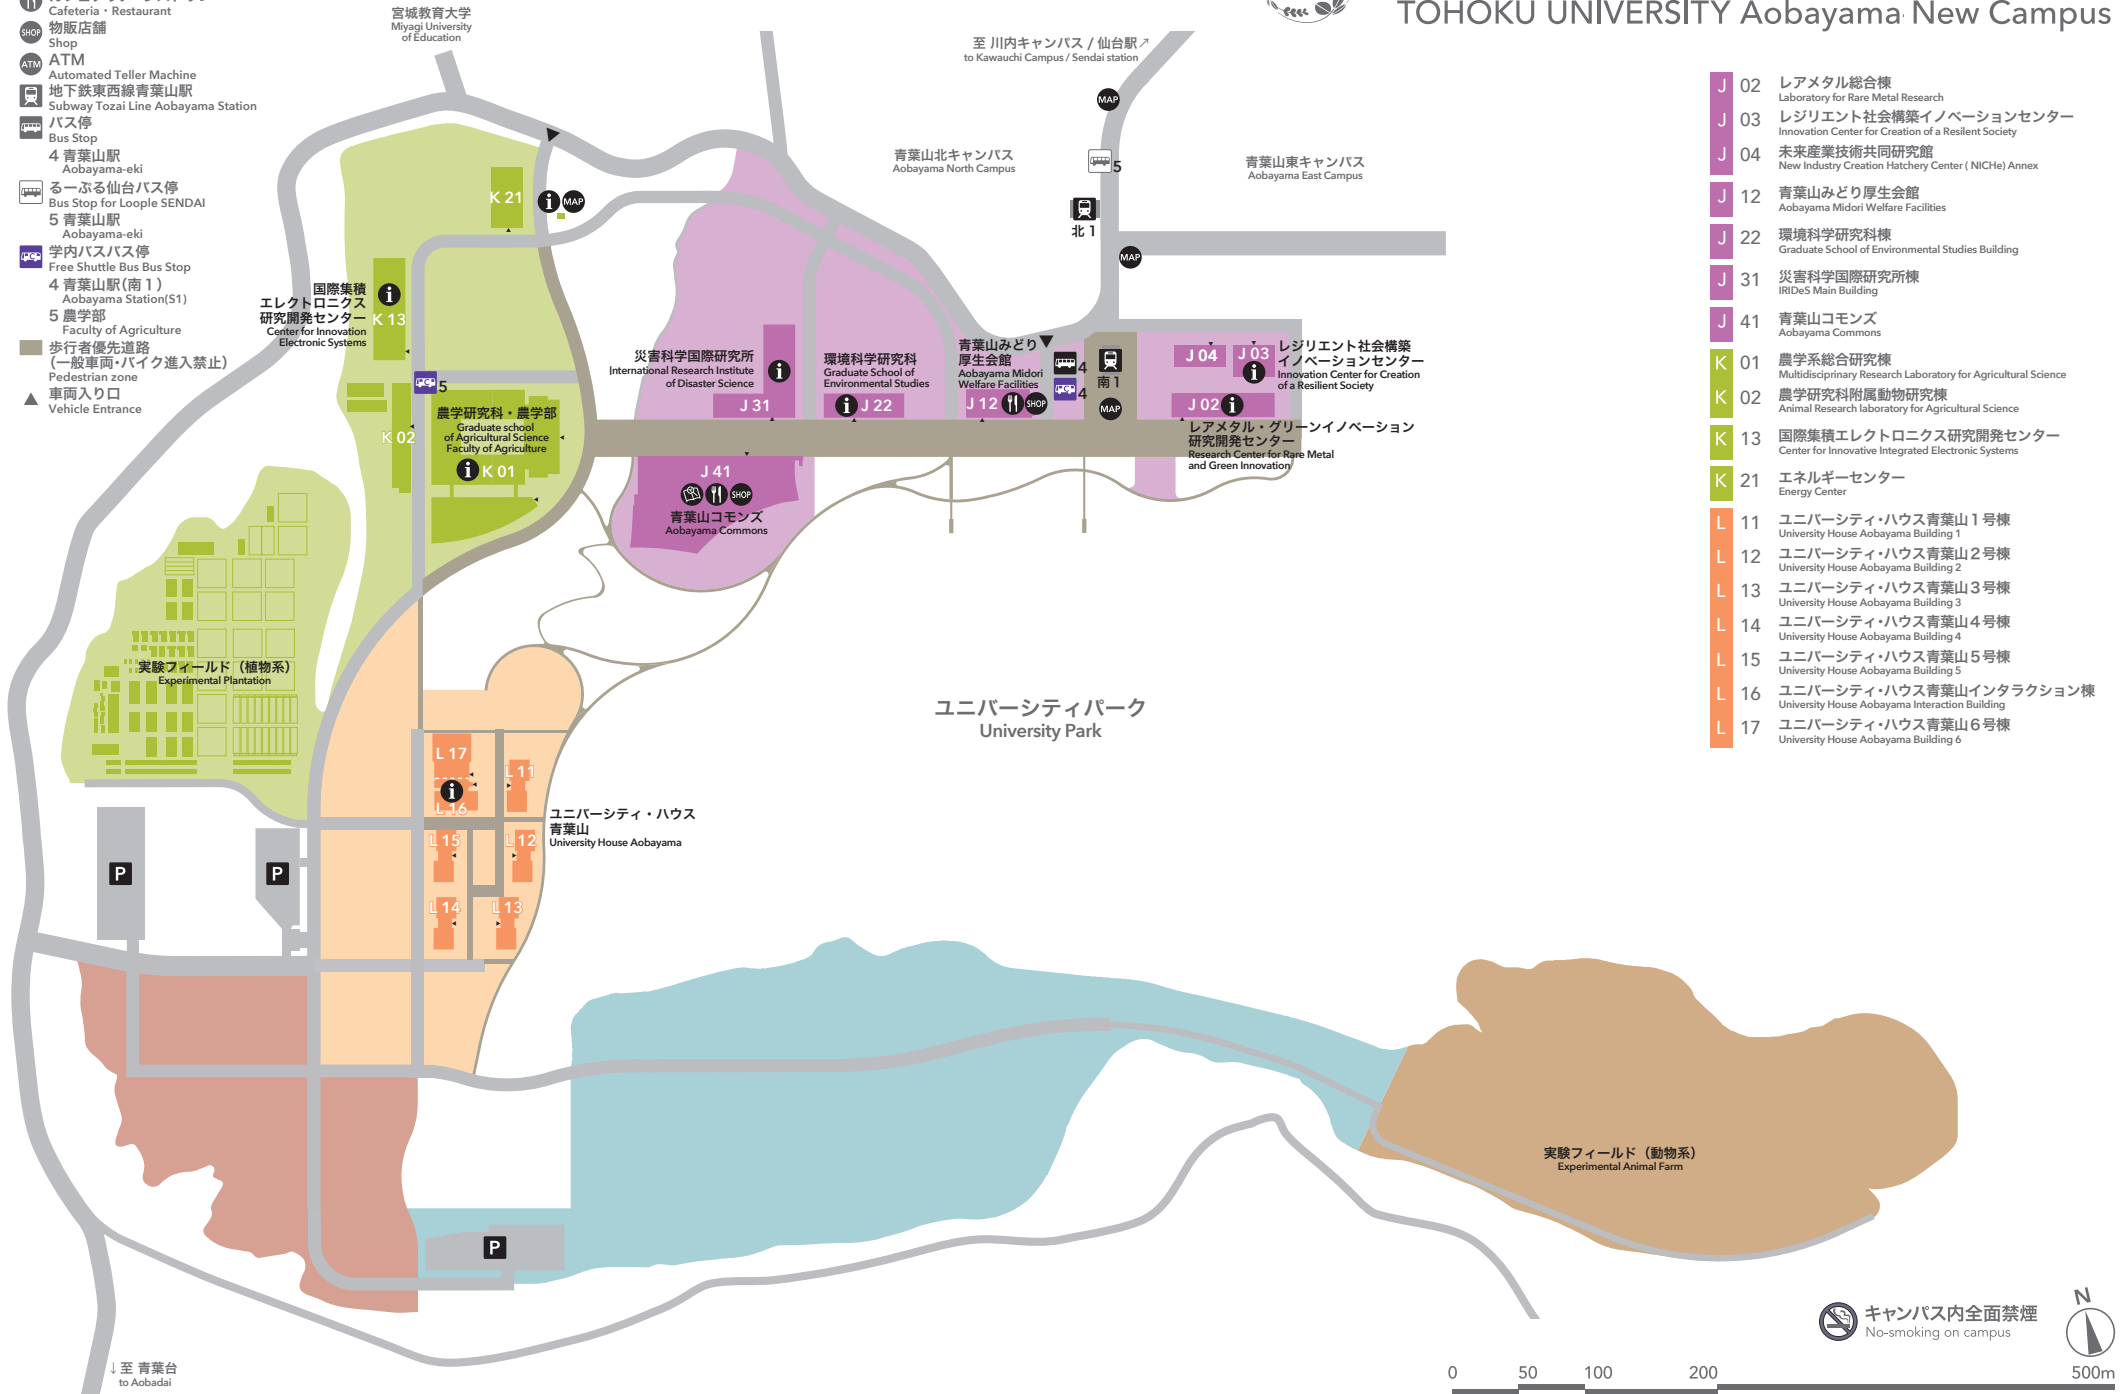 Cafeteria・Restaurant
SHOP 物販店舗
Shop
ATM ATM
Automated Teller Machine
地下鉄東西線青葉山駅
Subway Tozai Line Aobayama Station
バス停
Bus Stop
4 青葉山駅
Aobayama-eki
るーぷる仙台バス停
Bus Stop for Loople SENDAI
5 青葉山駅
Aobayama-eki
学内バスバス停
Free Shuttle Bus Bus Stop
4 青葉山駅(南1)
Aobayama Station(S1)
5 農学部
Faculty of Agriculture
歩行者優先道路
(一般車両・バイク進入禁止)
Pedestrian zone
車両入り口
Vehicle Entrance
宮城教育大学
Miyagi University
of Education
TOHOKU UNIVERSITY Aobayama New Campus
至 川内キャンパス / 仙台駅↗
to Kawauchi Campus / Sendai station
MAP
青葉山北キャンパス
Aobayama North Campus
5
青葉山東キャンパス
Aobayama East Campus
北1
MAP
K 21
MAP
国際集積
エレクトロニクス
研究開発センター
Center for Innovation
Electronic Systems
K 13
5
K 02
農学研究科・農学部
Graduate school
of Agricultural Science
Faculty of Agriculture
K 01
災害科学国際研究所
International Research Institute
of Disaster Science
J 31
環境科学研究科
Graduate School of
Environmental Studies
J 22
青葉山みどり
厚生会館
Aobayama Midori
Welfare Facilities
J 12
SHOP
4
4
南1
MAP
J 04
J 03
レジリエント社会構築
イノベーションセンター
Innovation Center for Creation
of a Resilient Society
J 02
レアメタル・グリーンイノベーション
研究開発センター
Research Center for Rare Metal
and Green Innovation
J 41
SHOP
青葉山コモンズ
Aobayama Commons
実験フィールド(植物系)
Experimental Plantation
ユニバーシティパーク
University Park
L 17
L 11
L 16
ユニバーシティ・ハウス
青葉山
University House Aobayama
L 15
L 12
L 14
L 13
P
P
P
実験フィールド(動物系)
Experimental Animal Farm
↓至 青葉台
to Aobadai
J 02 レアメタル総合棟
Laboratory for Rare Metal Research
J 03 レジリエント社会構築イノベーションセンター
Innovation Center for Creation of a Resilent Society
J 04 未来産業技術共同研究館
New Industry Creation Hatchery Center ( NICHe) Annex
J 12 青葉山みどり厚生会館
Aobayama Midori Welfare Facilities
J 22 環境科学研究科棟
Graduate School of Environmental Studies Building
J 31 災害科学国際研究所棟
IRIDeS Main Building
J 41 青葉山コモンズ
Aobayama Commons
K 01 農学系総合研究棟
Multidisciprinary Research Laboratory for Agricultural Science
K 02 農学研究科附属動物研究棟
Animal Research laboratory for Agricultural Science
K 13 国際集積エレクトロニクス研究開発センター
Center for Innovative Integrated Electronic Systems
K 21 エネルギーセンター
Energy Center
L 11 ユニバーシティ・ハウス青葉山1号棟
University House Aobayama Building 1
L 12 ユニバーシティ・ハウス青葉山2号棟
University House Aobayama Building 2
L 13 ユニバーシティ・ハウス青葉山3号棟
University House Aobayama Building 3
L 14 ユニバーシティ・ハウス青葉山4号棟
University House Aobayama Building 4
L 15 ユニバーシティ・ハウス青葉山5号棟
University House Aobayama Building 5
L 16 ユニバーシティ・ハウス青葉山インタラクション棟
University House Aobayama Interaction Building
L 17 ユニバーシティ・ハウス青葉山6号棟
University House Aobayama Building 6
キャンパス内全面禁煙
No-smoking on campus
N
0 50 100 200 500m